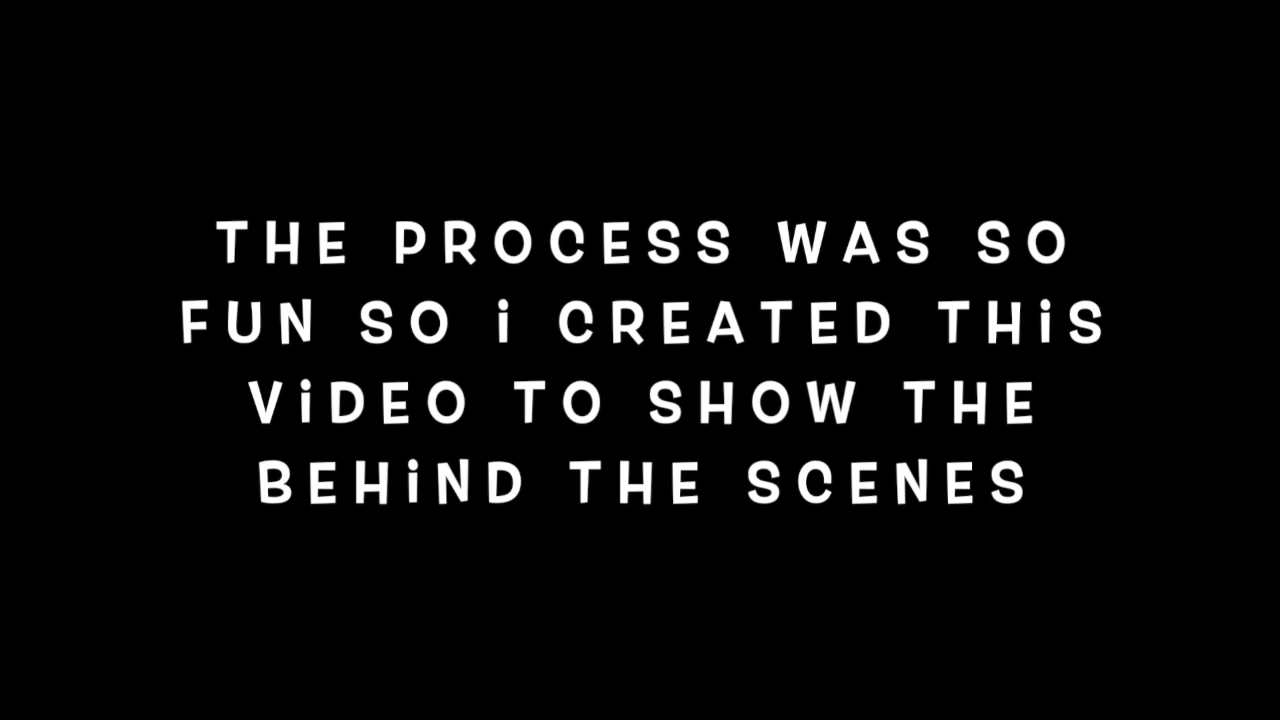 THE PROCESS WAS SO
FUN SO i CREATED THiS
ViDEO TO SHOW THE
BEHiND THE SCENES